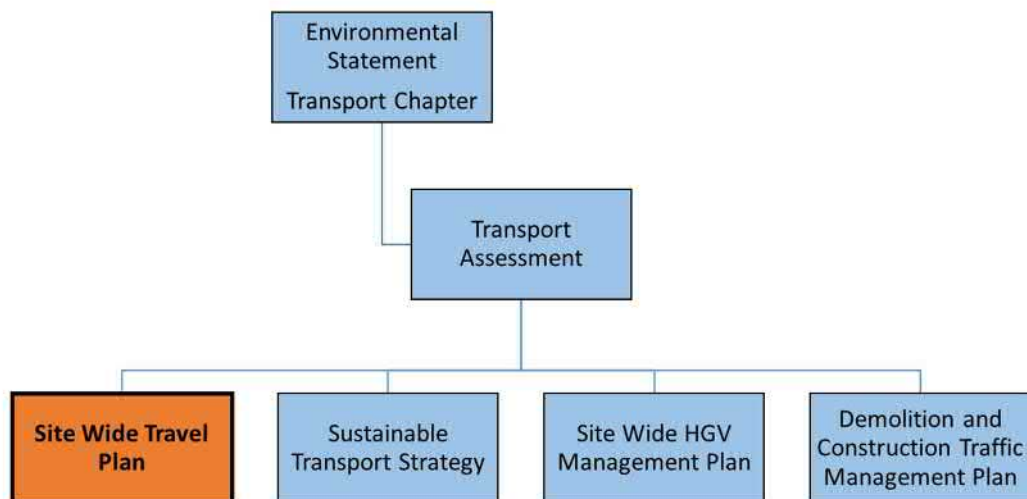 Environmental
Statement
Transport Chapter
Transport
Assessment
Site Wide Travel
Plan
Sustainable
Transport Strategy
Site Wide HGV
Management Plan
Demolition and
Construction Traffic
Management Plan